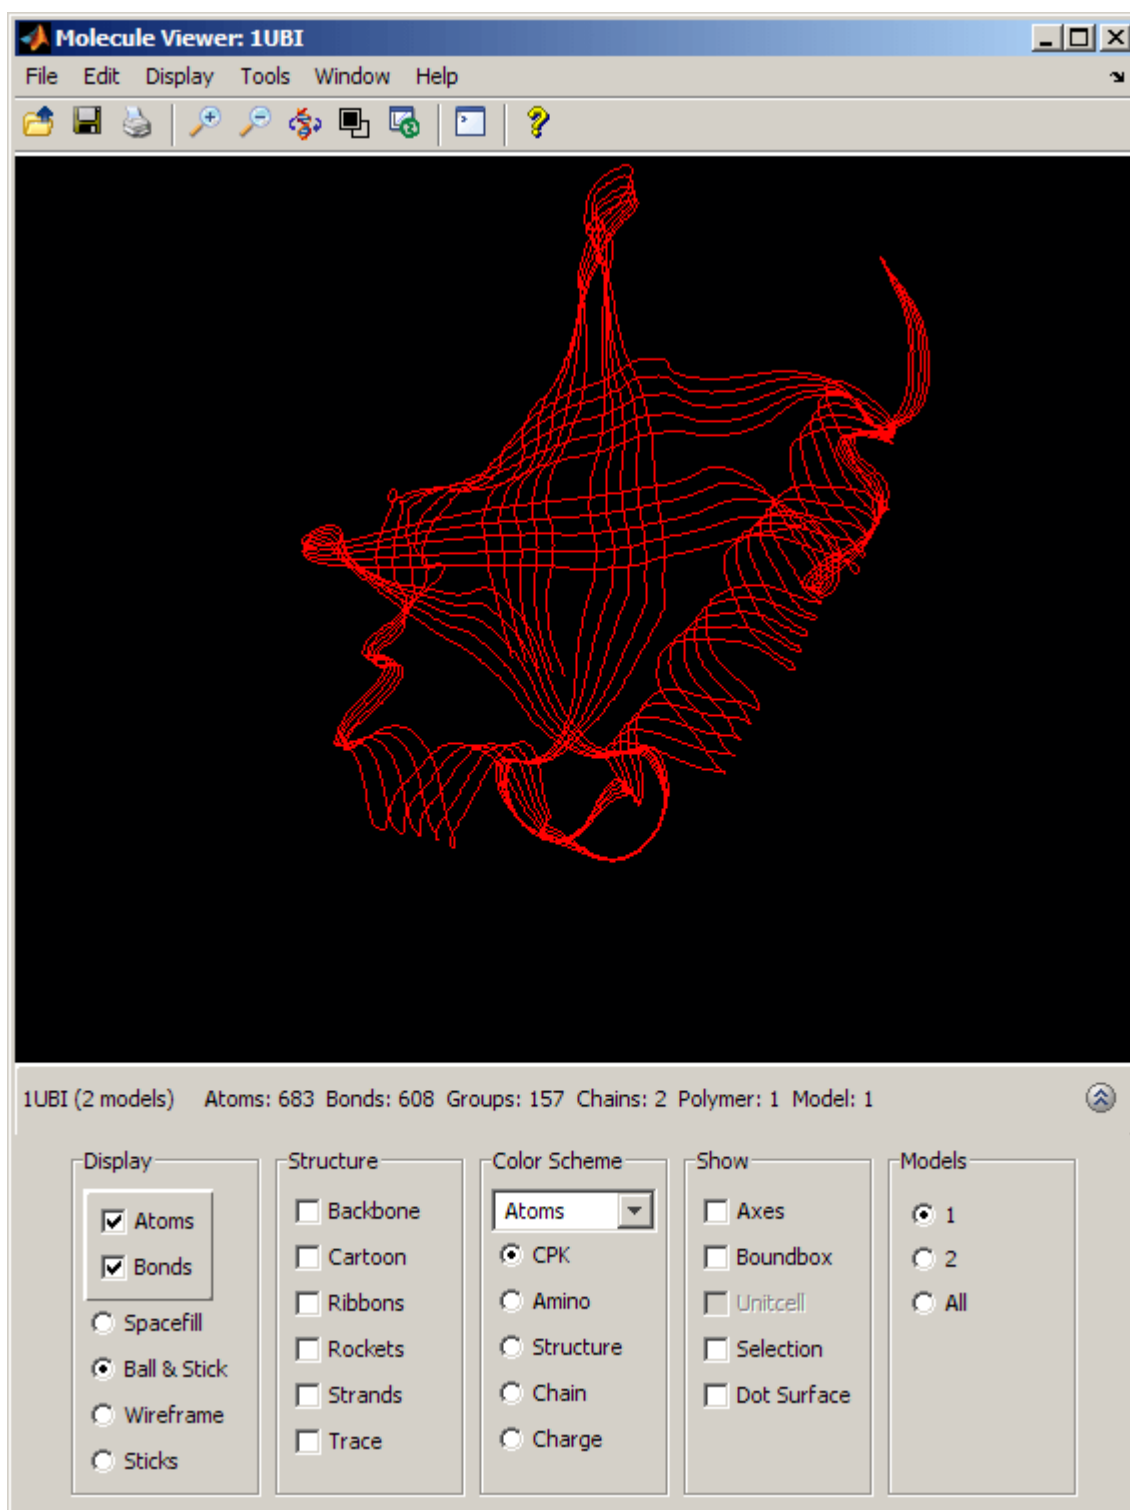 Molecule Viewer: 1UBI
File Edit Display Tools Window Help
1UBI (2 models) Atoms: 683 Bonds: 608 Groups: 157 Chains: 2 Polymer: 1 Model: 1
Display
Atoms
Bonds
Spacefill
Ball & Stick
Wireframe
Sticks
Structure
Backbone
Cartoon
Ribbons
Rockets
Strands
Trace
Color Scheme
Atoms
CPK
Amino
Structure
Chain
Charge
Show
Axes
Boundbox
Unitcell
Selection
Dot Surface
Models
1
2
All